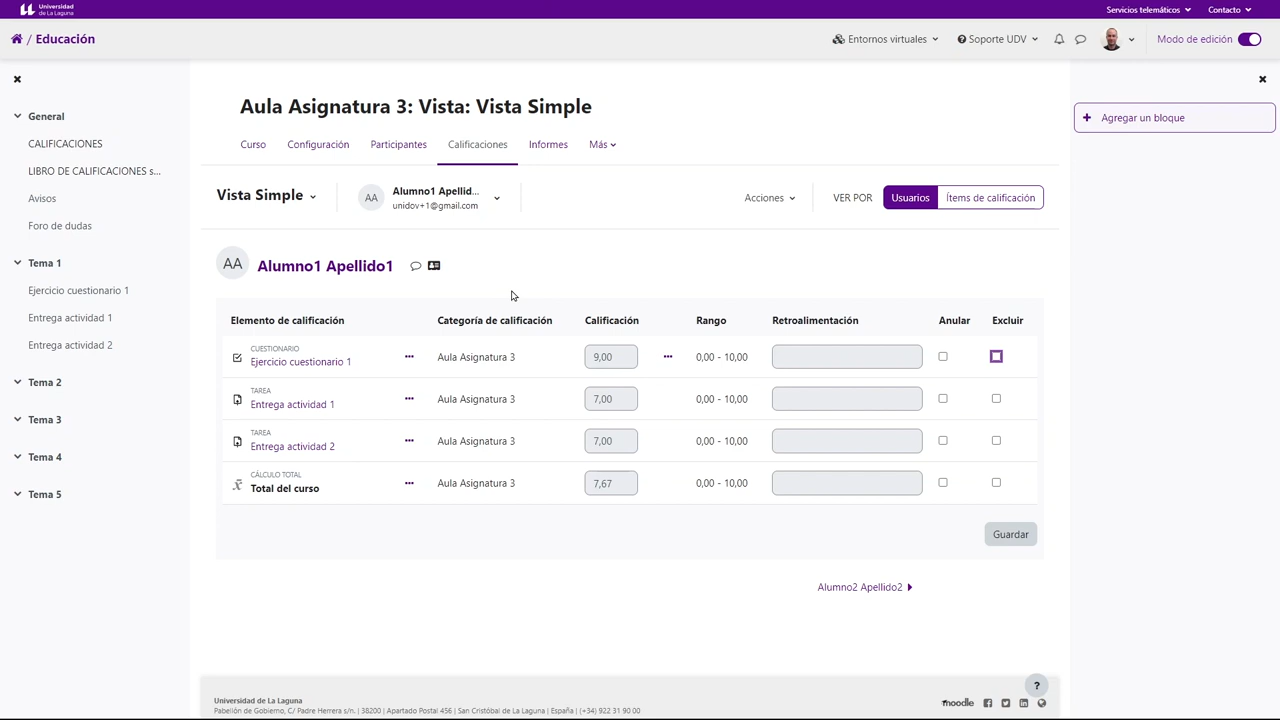 Universidad
de La Laguna
Servicios telemáticos
Contacto
/ Educación
Entornos virtuales
Soporte UDV
Modo de edición
General
CALIFICACIONES
LIBRO DE CALIFICACIONES s...
Avisos
Foro de dudas
Tema 1
Ejercicio cuestionario 1
Entrega actividad 1
Entrega actividad 2
Tema 2
Tema 3
Tema 4
Tema 5
Aula Asignatura 3: Vista: Vista Simple
Curso Configuración Participantes Calificaciones Informes Más
Vista Simple
AA
Alumno1 Apellid...
unidov+1@gmail.com
Acciones
VER POR
Usuarios
Ítems de calificación
+ Agregar un bloque
AA Alumno1 Apellido1
Elemento de calificación Categoría de calificación Calificación Rango Retroalimentación Anular Excluir
CUESTIONARIO
Ejercicio cuestionario 1 ... Aula Asignatura 3 9,00 ... 0,00 - 10,00
TAREA
Entrega actividad 1 ... Aula Asignatura 3 7,00 0,00 - 10,00
TAREA
Entrega actividad 2 ... Aula Asignatura 3 7,00 0,00 - 10,00
CÁLCULO TOTAL
Total del curso ... Aula Asignatura 3 7,67 0,00 - 10,00
Guardar
Alumno2 Apellido2
?
Universidad de La Laguna
Pabellón de Gobierno, C/ Padre Herrera s/n. | 38200 | Apartado Postal 456 | San Cristóbal de La Laguna | España | (+34) 922 31 90 00
moodle